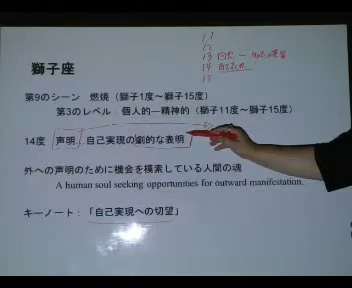 11
12
13
14
15
獅子座
第9のシーン 燃焼(獅子1度〜獅子15度)
第3のレベル:個人的―精神的(獅子11度〜獅子15度)
14度 声明:自己実現の劇的な表明
外への声明のために機会を模索している人間の魂
A human soul seeking opportunities for outward manifestation.
キーノート:「自己実現への切望」